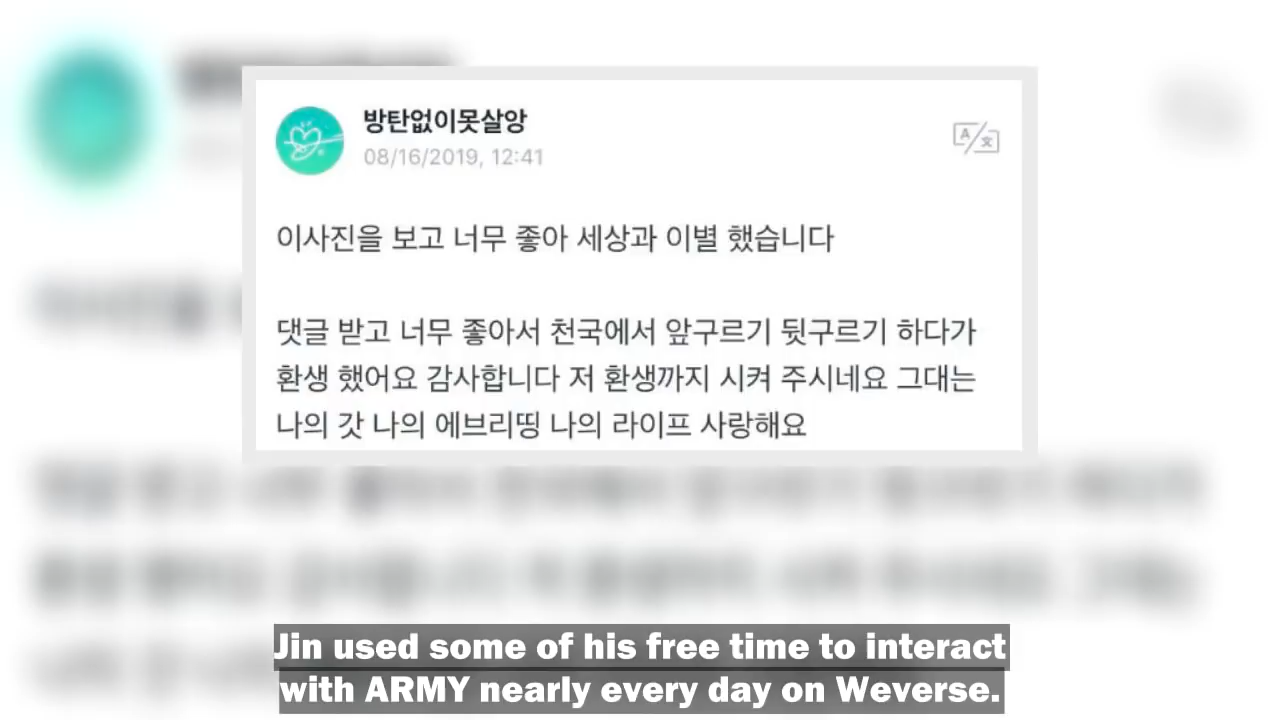 방탄없이못살앙
08/16/2019, 12:41
이사진을 보고 너무 좋아 세상과 이별 했습니다
댓글 받고 너무 좋아서 천국에서 앞구르기 뒷구르기 하다가
환생 했어요 감사합니다 저 환생까지 시켜 주시네요 그대는
나의 갓 나의 에브리띵 나의 라이프 사랑해요
Jin used some of his free time to interact
with ARMY nearly every day on Weverse.